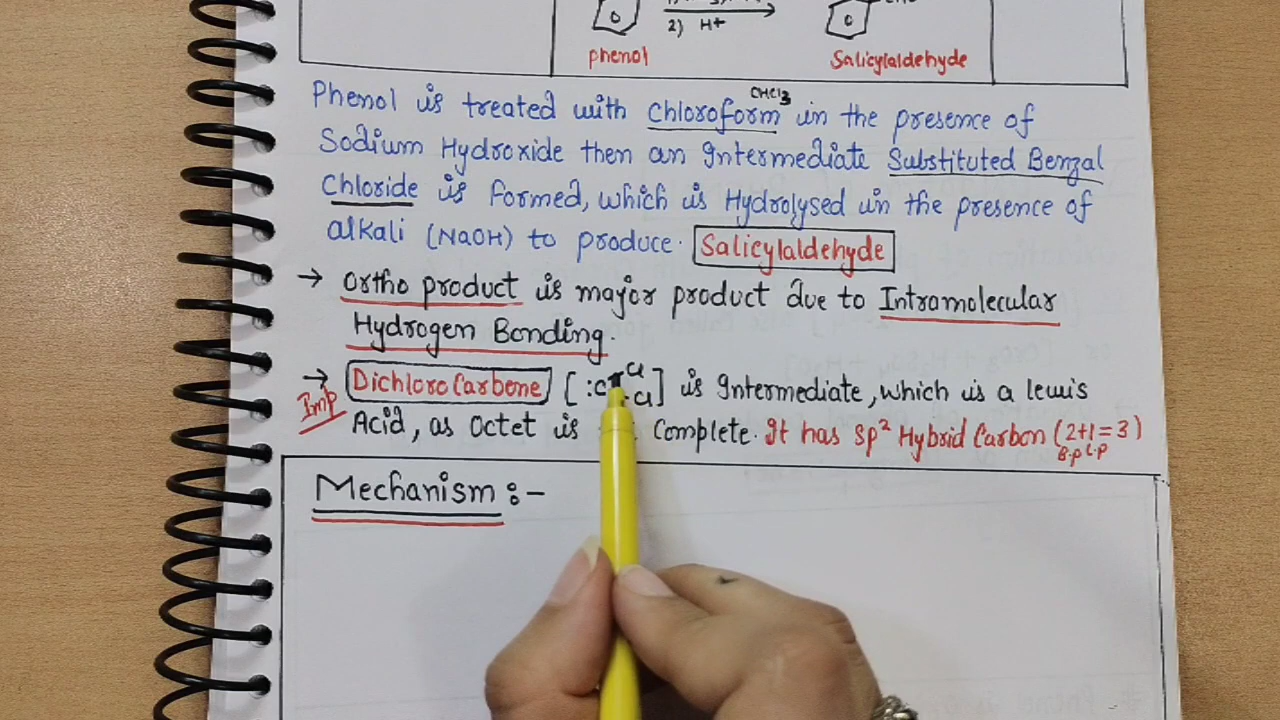 2) H+
phenol
Salicylaldehyde
CHCl3
Phenol is treated with Chloroform in the presence of
Sodium Hydroxide then an Intermediate Substituted Benzal
Chloride is formed, which is Hydrolysed in the presence of
alkali (NaOH) to produce. Salicylaldehyde
→ Ortho product is major product due to Intramolecular
Hydrogen Bonding.
→ DichloroCarbene [:C Cl Cl] is Intermediate, which is a lewis
Imp
Acid, as Octet is Complete. It has Sp² Hybrid Carbon (2+1=3)
B.p L.p
Mechanism :-